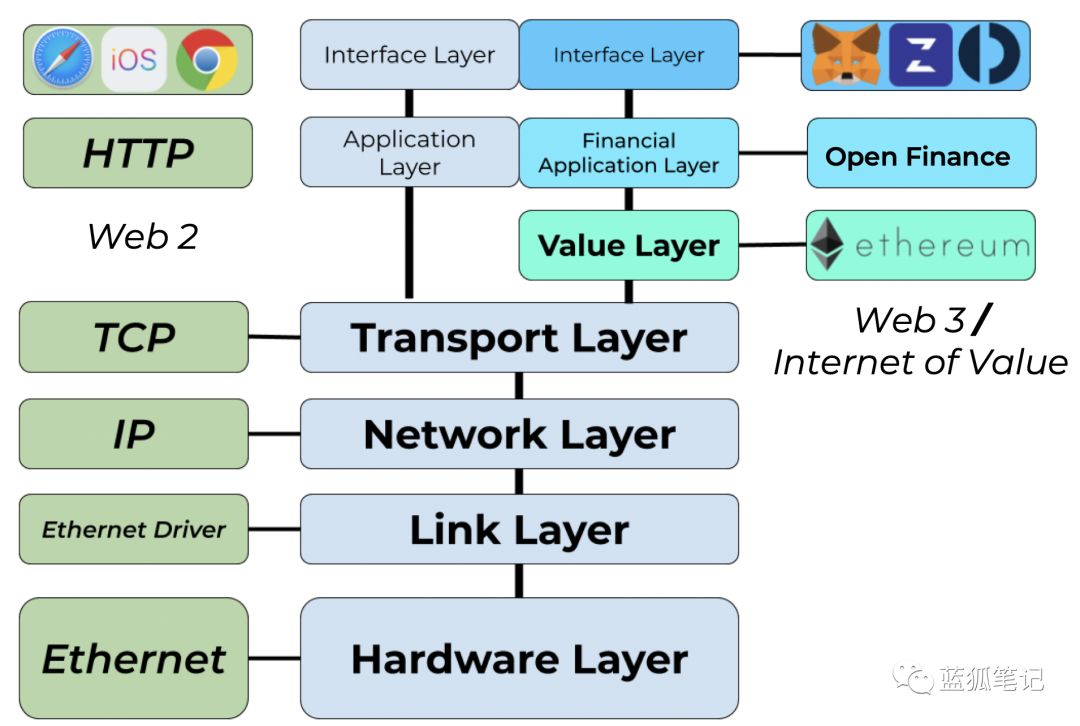 iOS
Interface Layer
Interface Layer
HTTP
Application
Layer
Financial
Application Layer
Open Finance
Web 2
Value Layer
ethereum
TCP
Transport Layer
Web 3 /
Internet of Value
IP
Network Layer
Ethernet Driver
Link Layer
Ethernet
Hardware Layer
蓝狐笔记